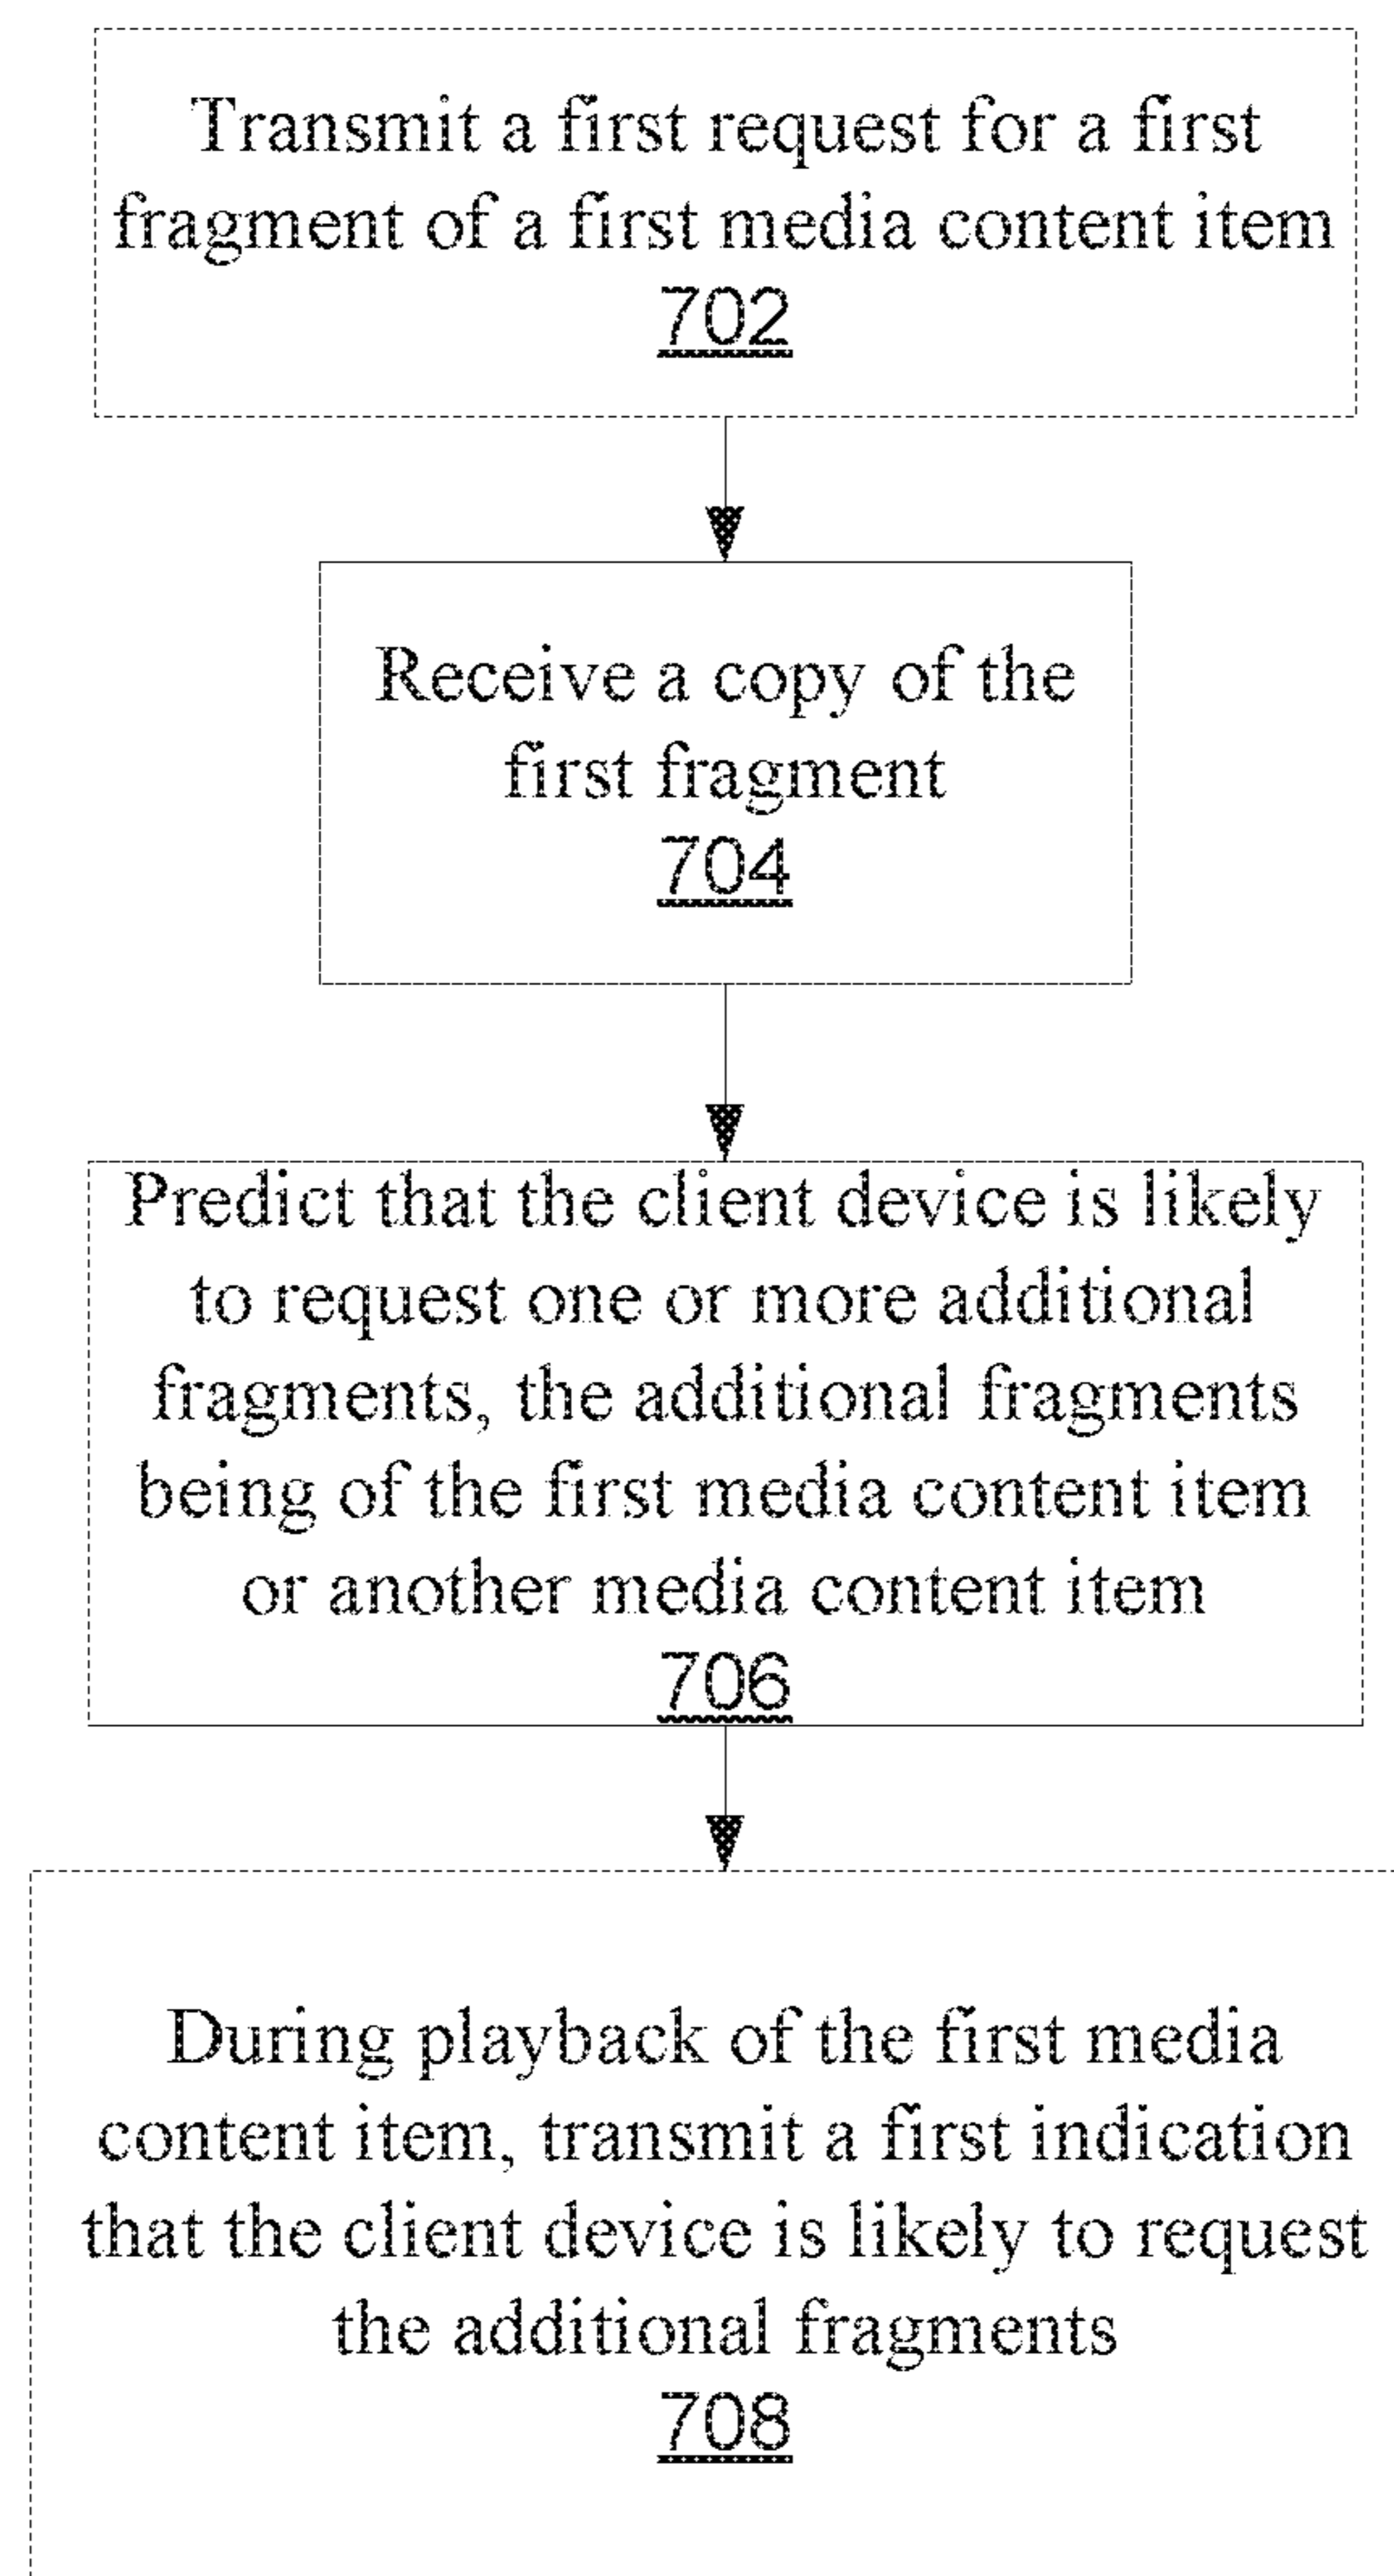 Transmit a first request for a first
fragment of a first media content item
702
Receive a copy of the
first fragment
704
Predict that the client device is likely
to request one or more additional
fragments, the additional fragments
being of the first media content item
or another media content item
706
During playback of the first media
content item, transmit a first indication
that the client device is likely to request
the additional fragments
708